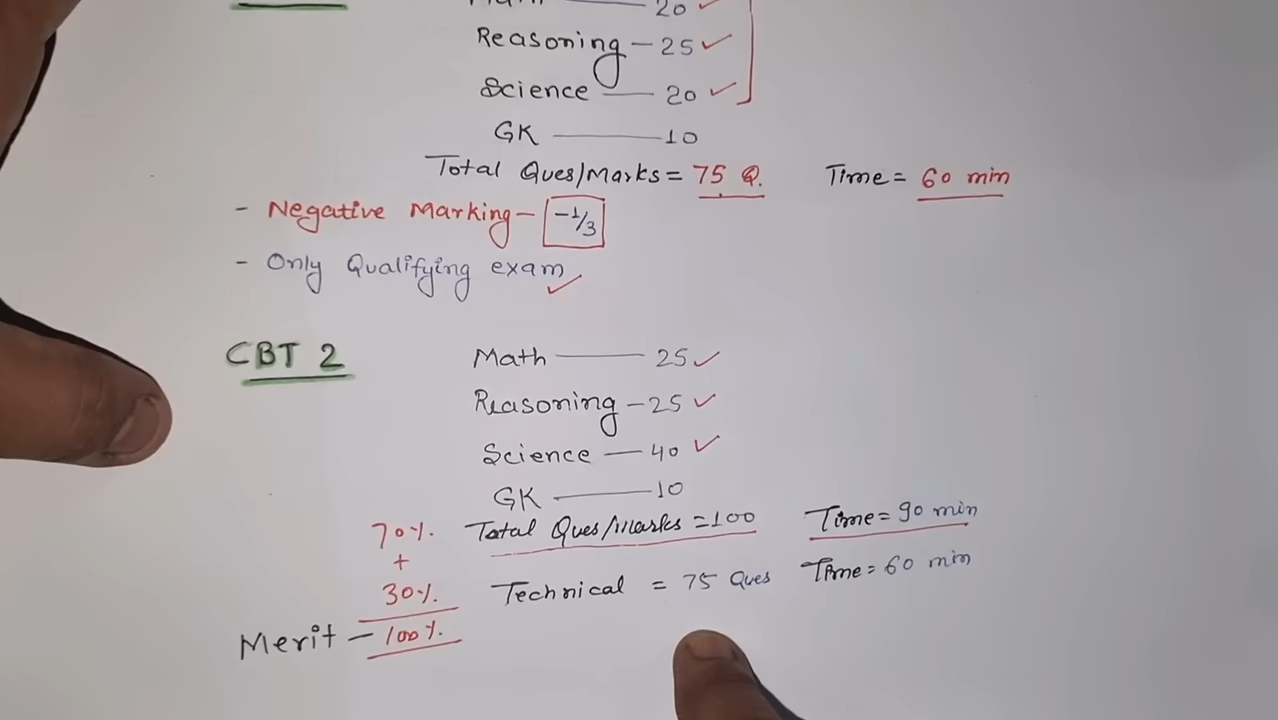 Math —— 20 ✓
Reasoning — 25 ✓
Science —— 20 ✓
GK ——— 10
Total Ques/Marks = 75 Q. Time = 60 min
- Negative Marking - -1/3
- Only Qualifying exam ✓
CBT 2 Math —— 25 ✓
Reasoning - 25 ✓
Science — 40 ✓
GK ——— 10
70% Total Ques/Marks = 100 Time = 90 min
+
30% Technical = 75 Ques Time = 60 min
Merit - 100%